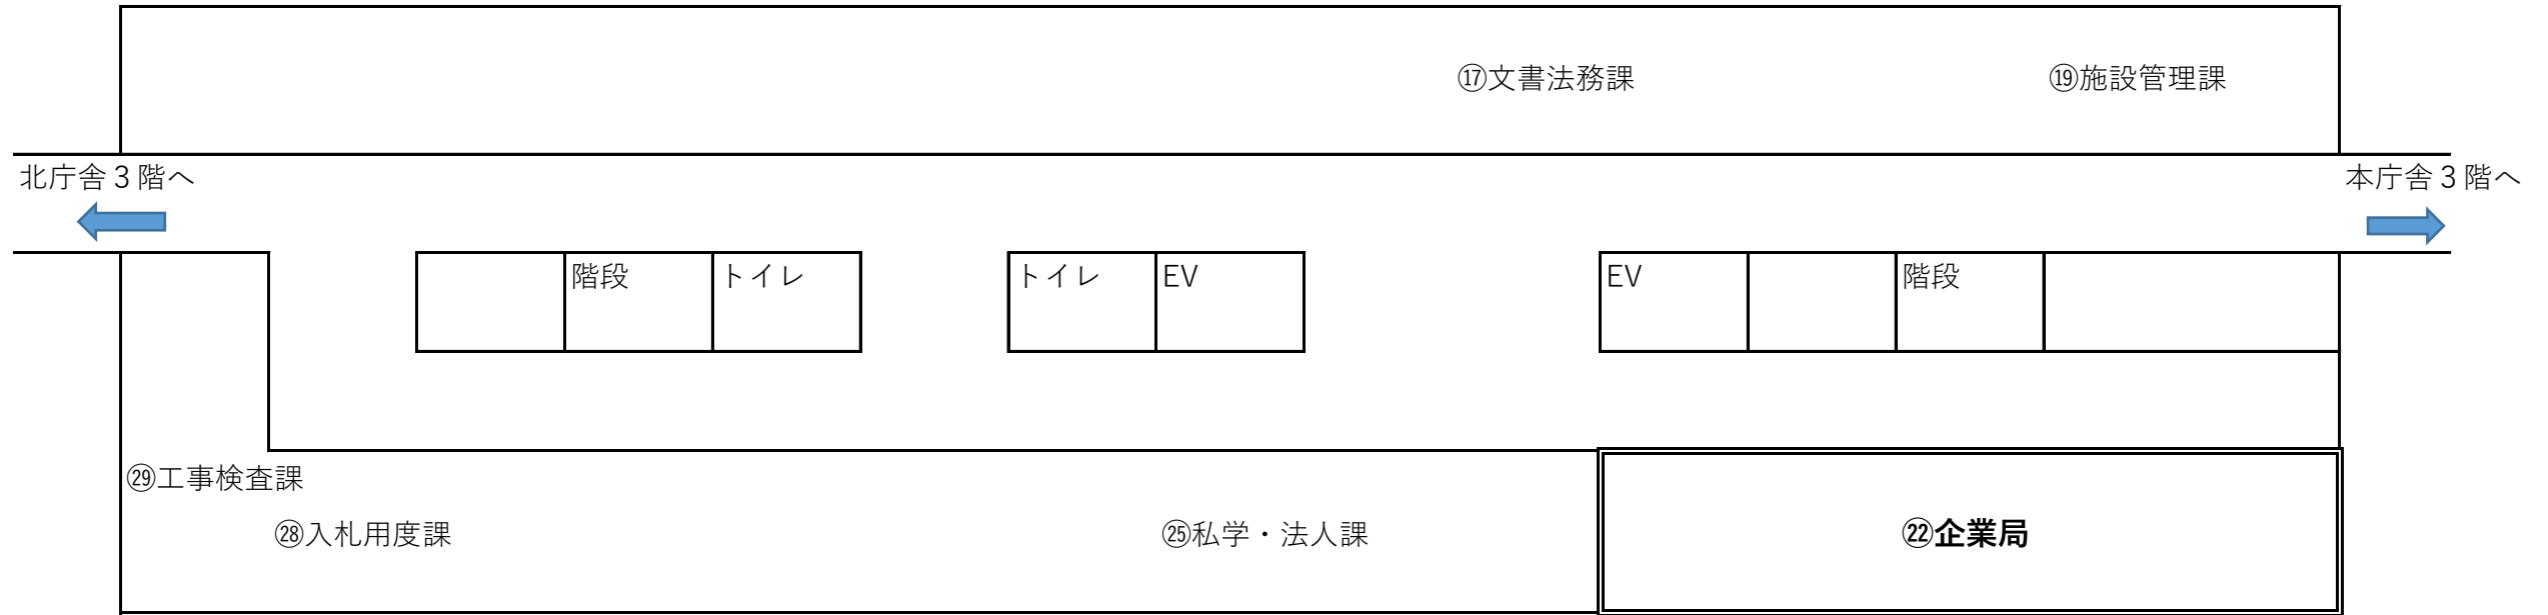 ⑰文書法務課
⑲施設管理課
北庁舎３階へ
本庁舎３階へ
階段
トイレ
トイレ
EV
EV
階段
㉙工事検査課
㉘入札用度課
㉕私学・法人課
㉒企業局